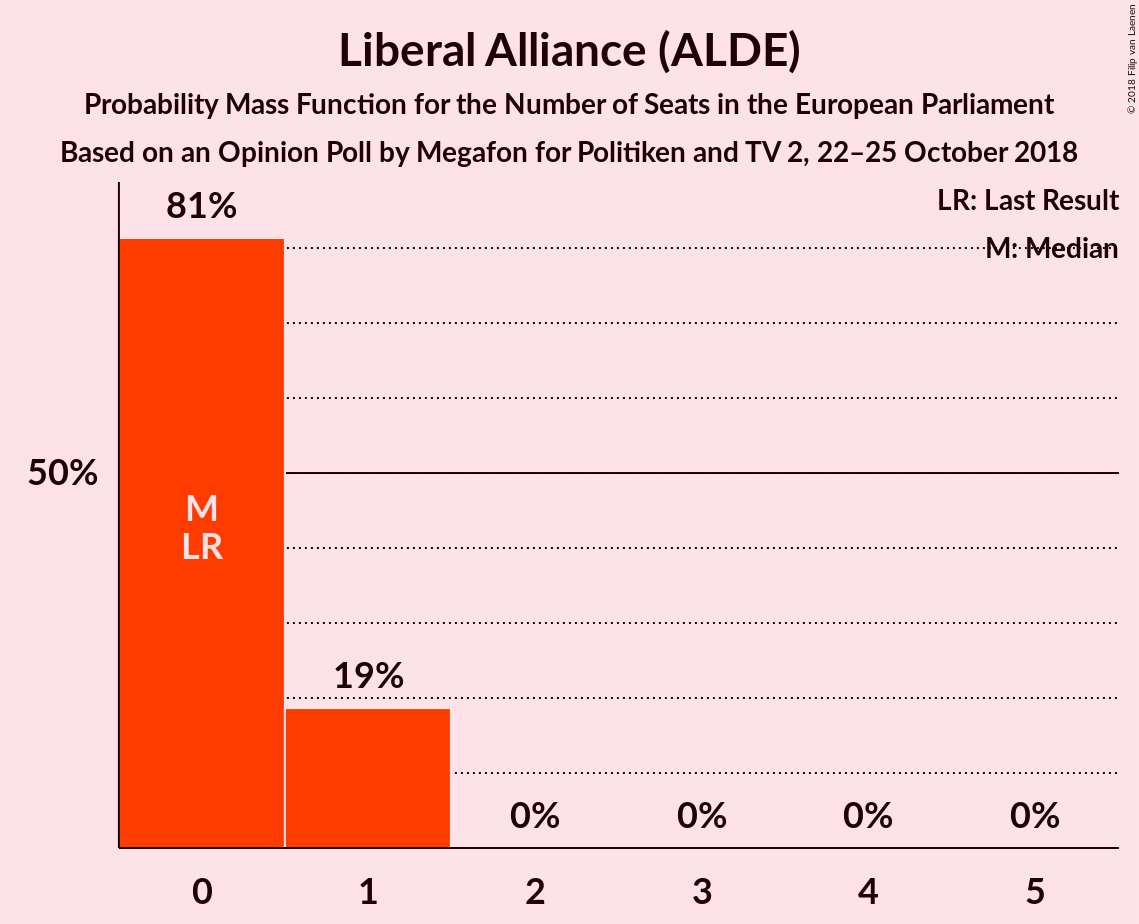 Liberal Alliance (ALDE)
Probability Mass Function for the Number of Seats in the European Parliament
Based on an Opinion Poll by Megafon for Politiken and TV 2, 22–25 October 2018
© 2018 Filip van Laenen
LR: Last Result
M: Median
81%
50%
M
LR
19%
0%
0%
0%
0%
0
1
2
3
4
5